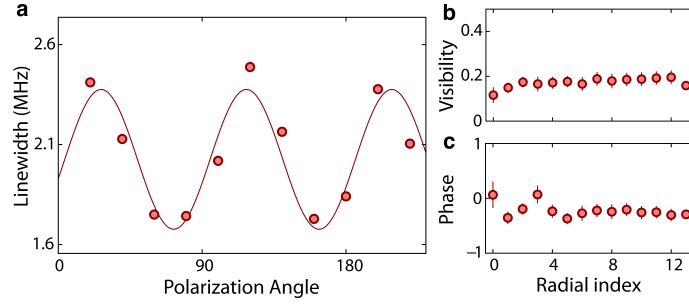 a
2.6
2.1
1.6
Linewidth (MHz)
0
90
180
Polarization Angle
b
0.4
0.2
0
Visibility
c
1
0
−1
Phase
0
4
8
12
Radial index